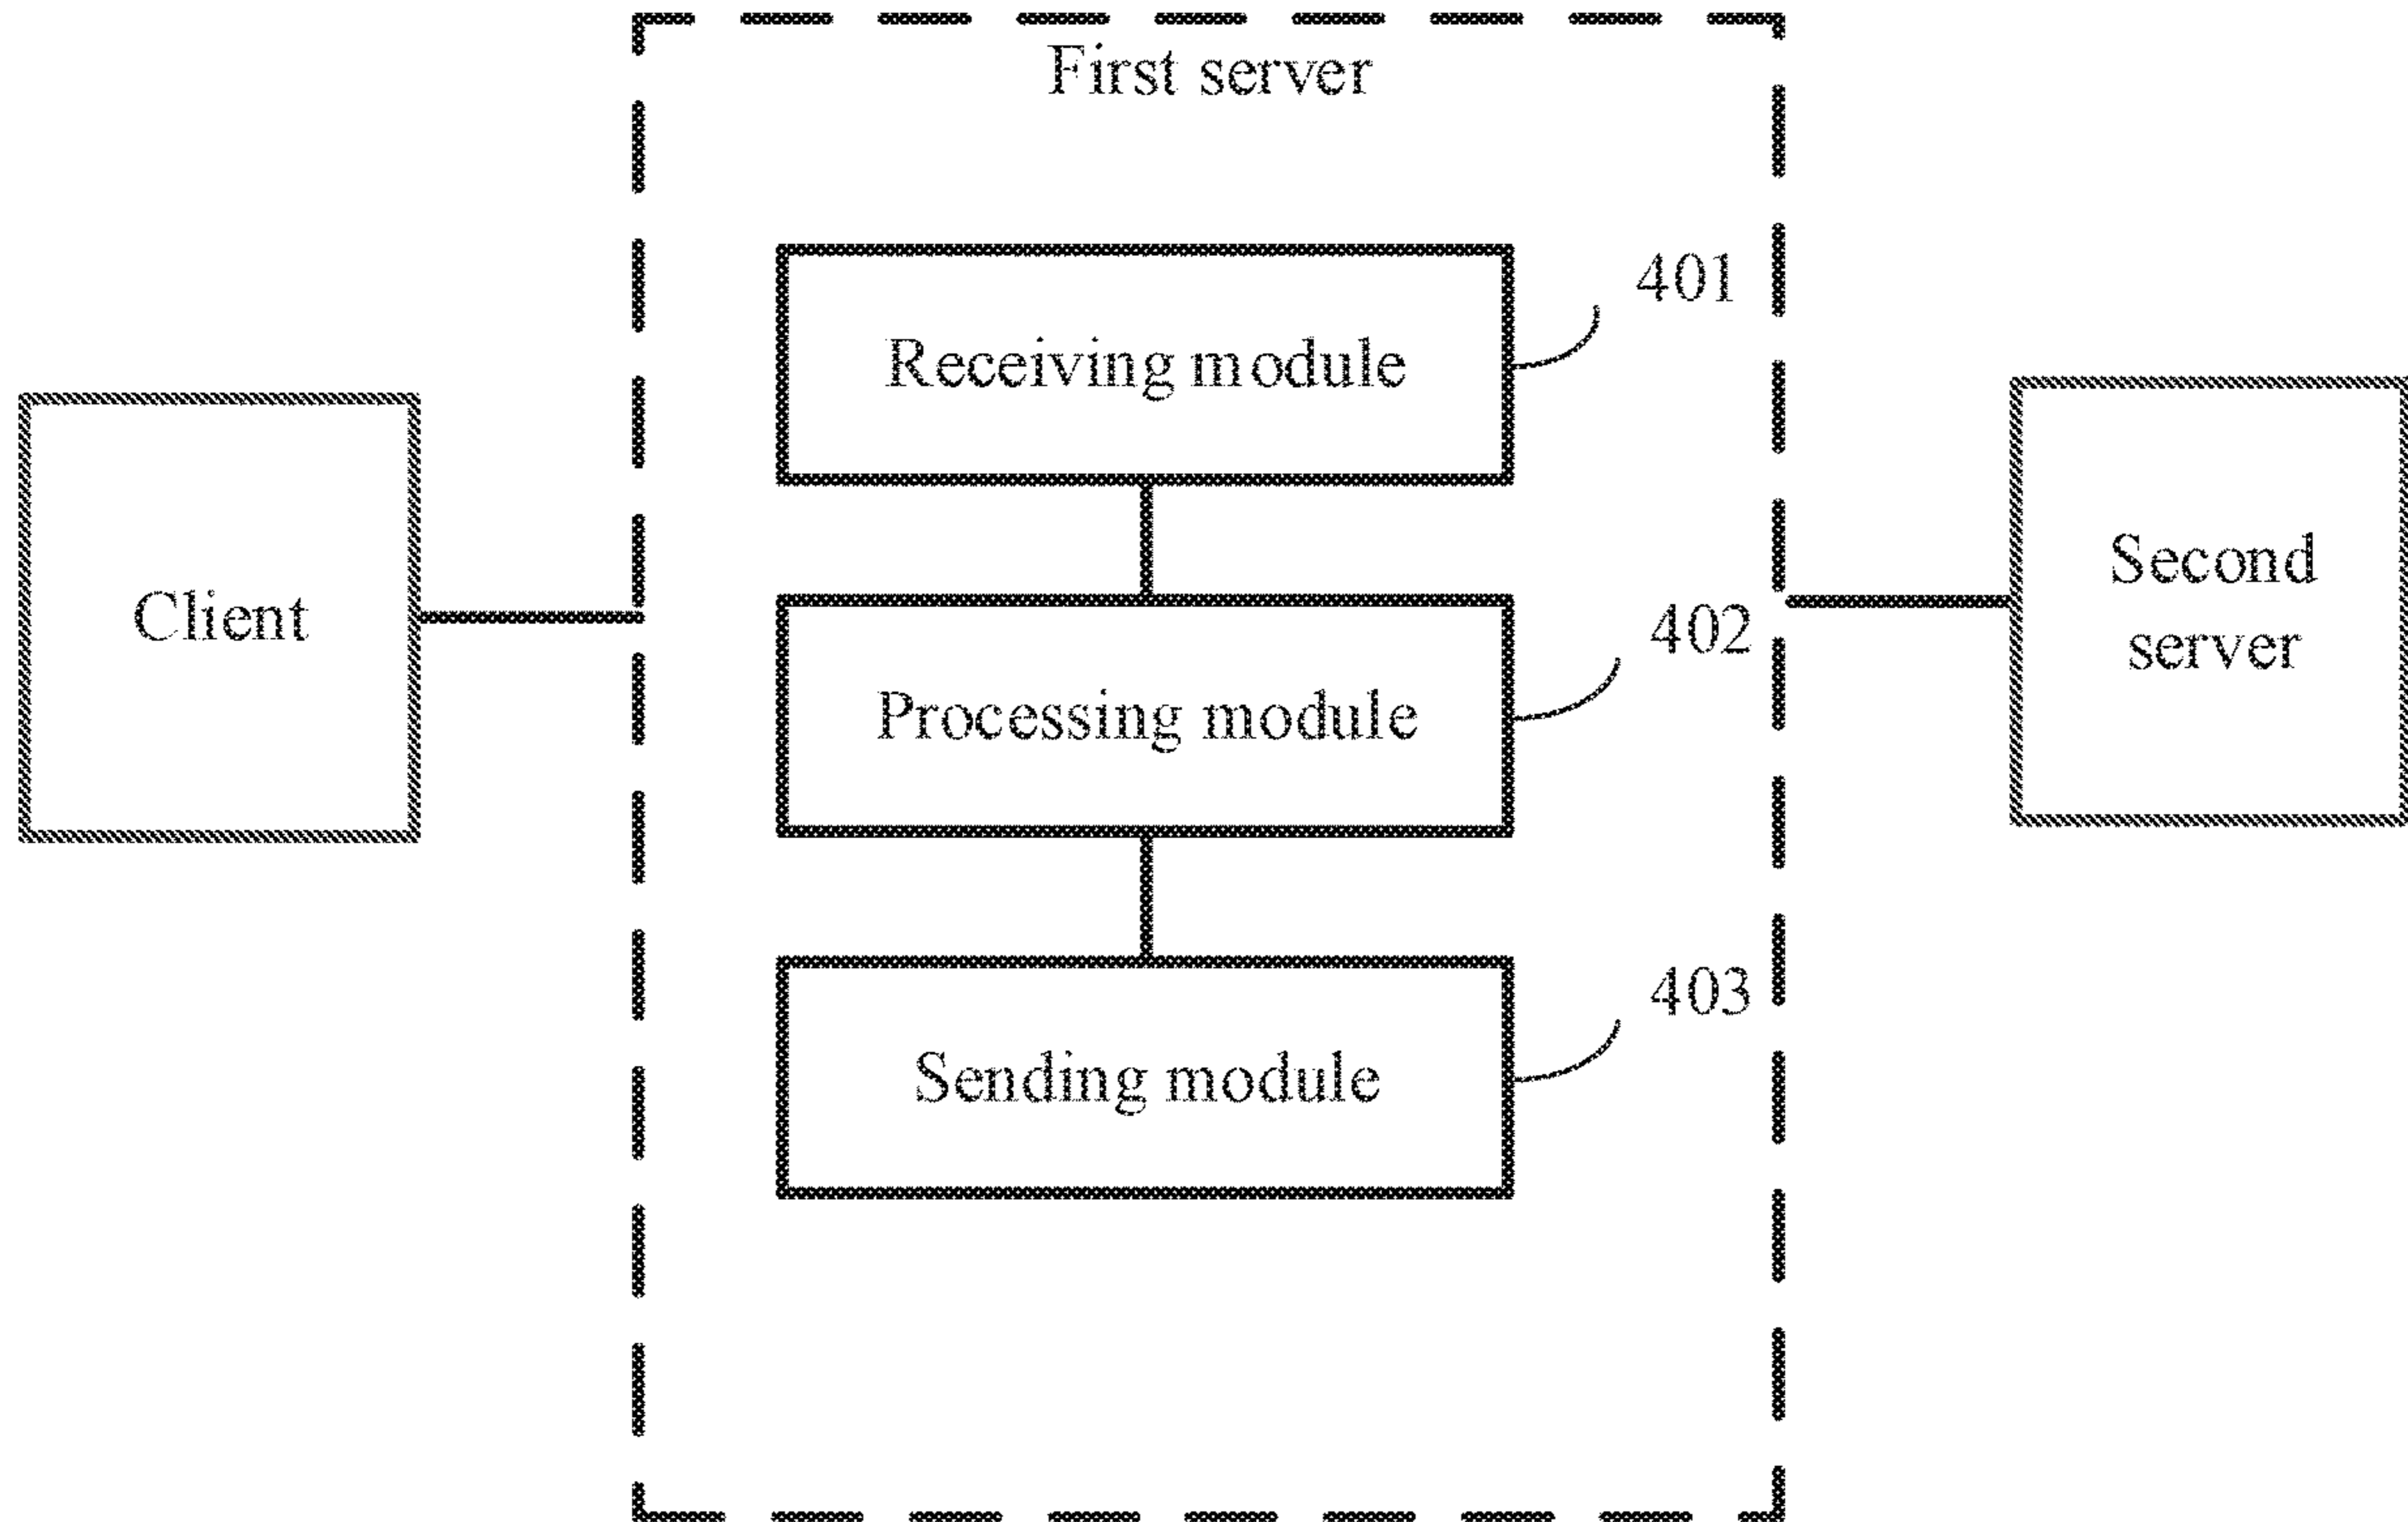 First server
Receiving module
401
Client
Processing module
402
Second
server
Sending module
403